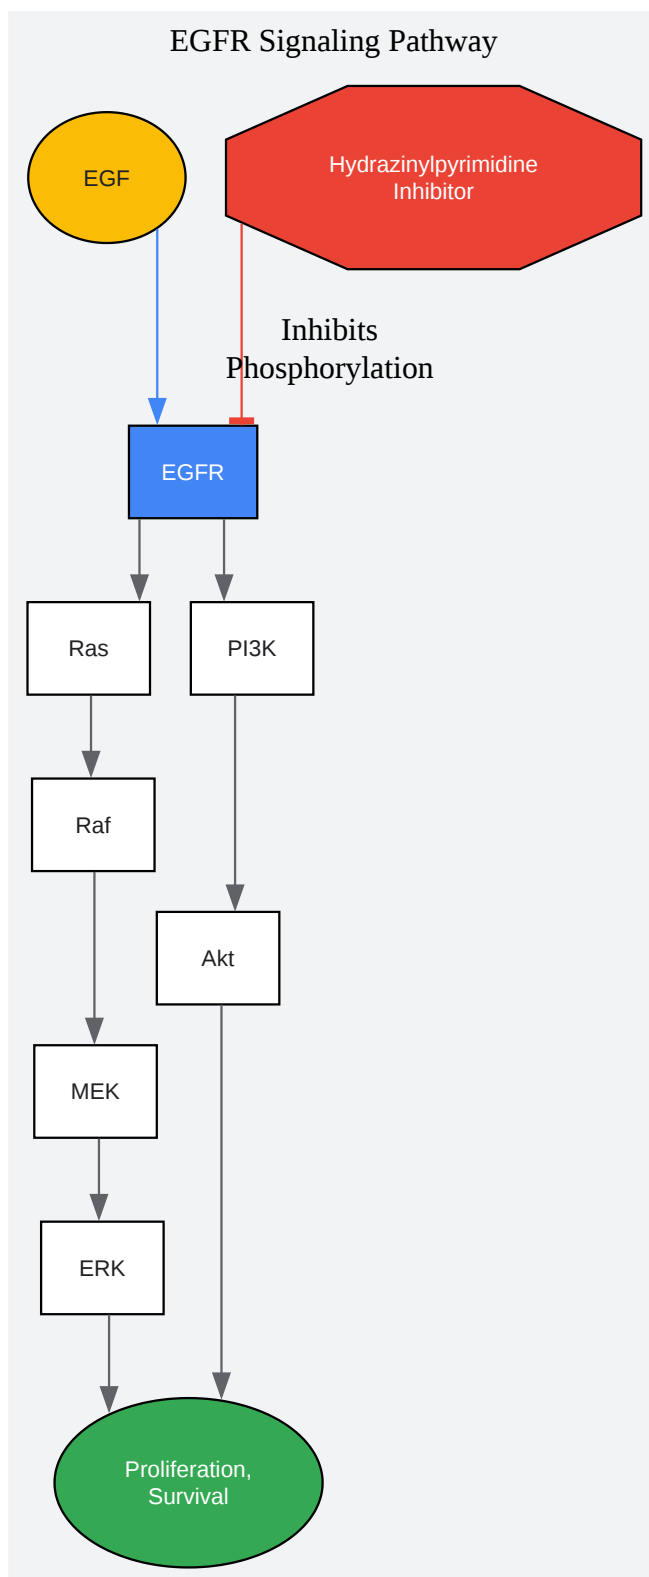 EGFR Signaling Pathway
EGF
Hydrazinylpyrimidine
Inhibitor
Inhibits
Phosphorylation
EGFR
Ras
PI3K
Raf
Akt
MEK
ERK
Proliferation,
Survival